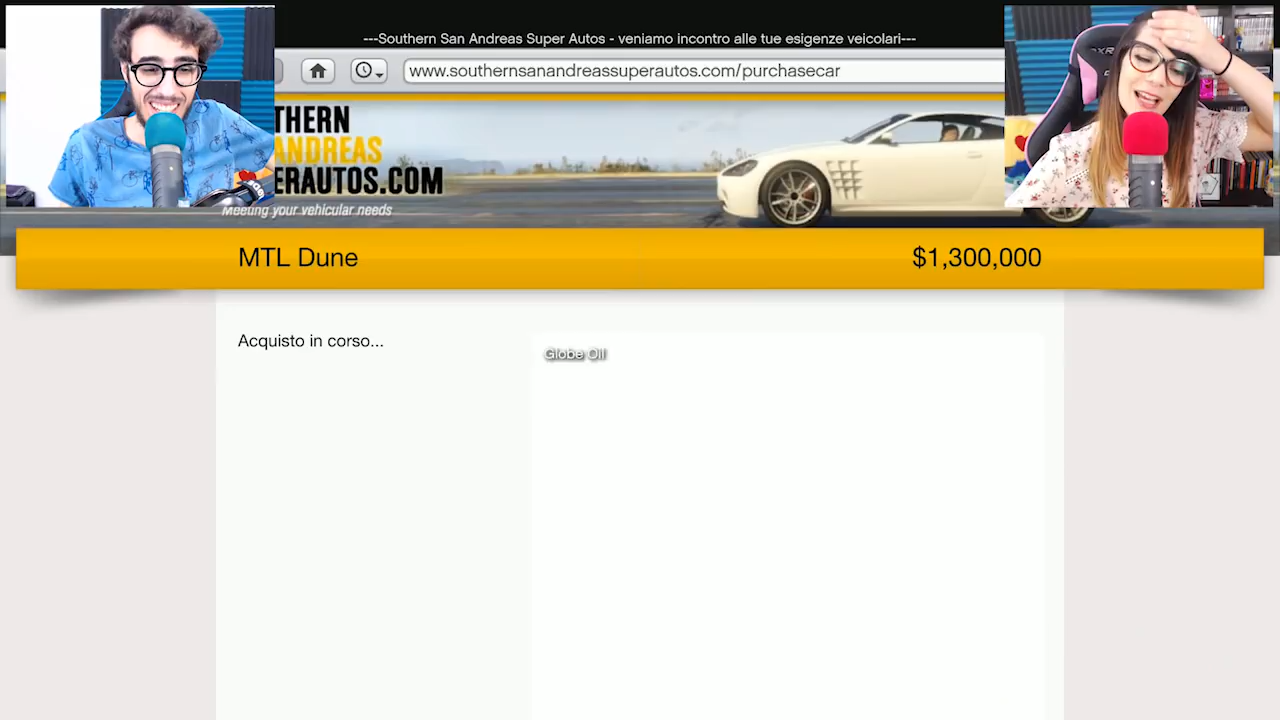 ---Southern San Andreas Super Autos - veniamo incontro alle tue esigenze veicolari---
www.southernsanandreassuperautos.com/purchasecar
THERN
ANDREAS
ERAUTOS.COM
Meeting your vehicular needs
MTL Dune
$1,300,000
Acquisto in corso...
Globe Oil